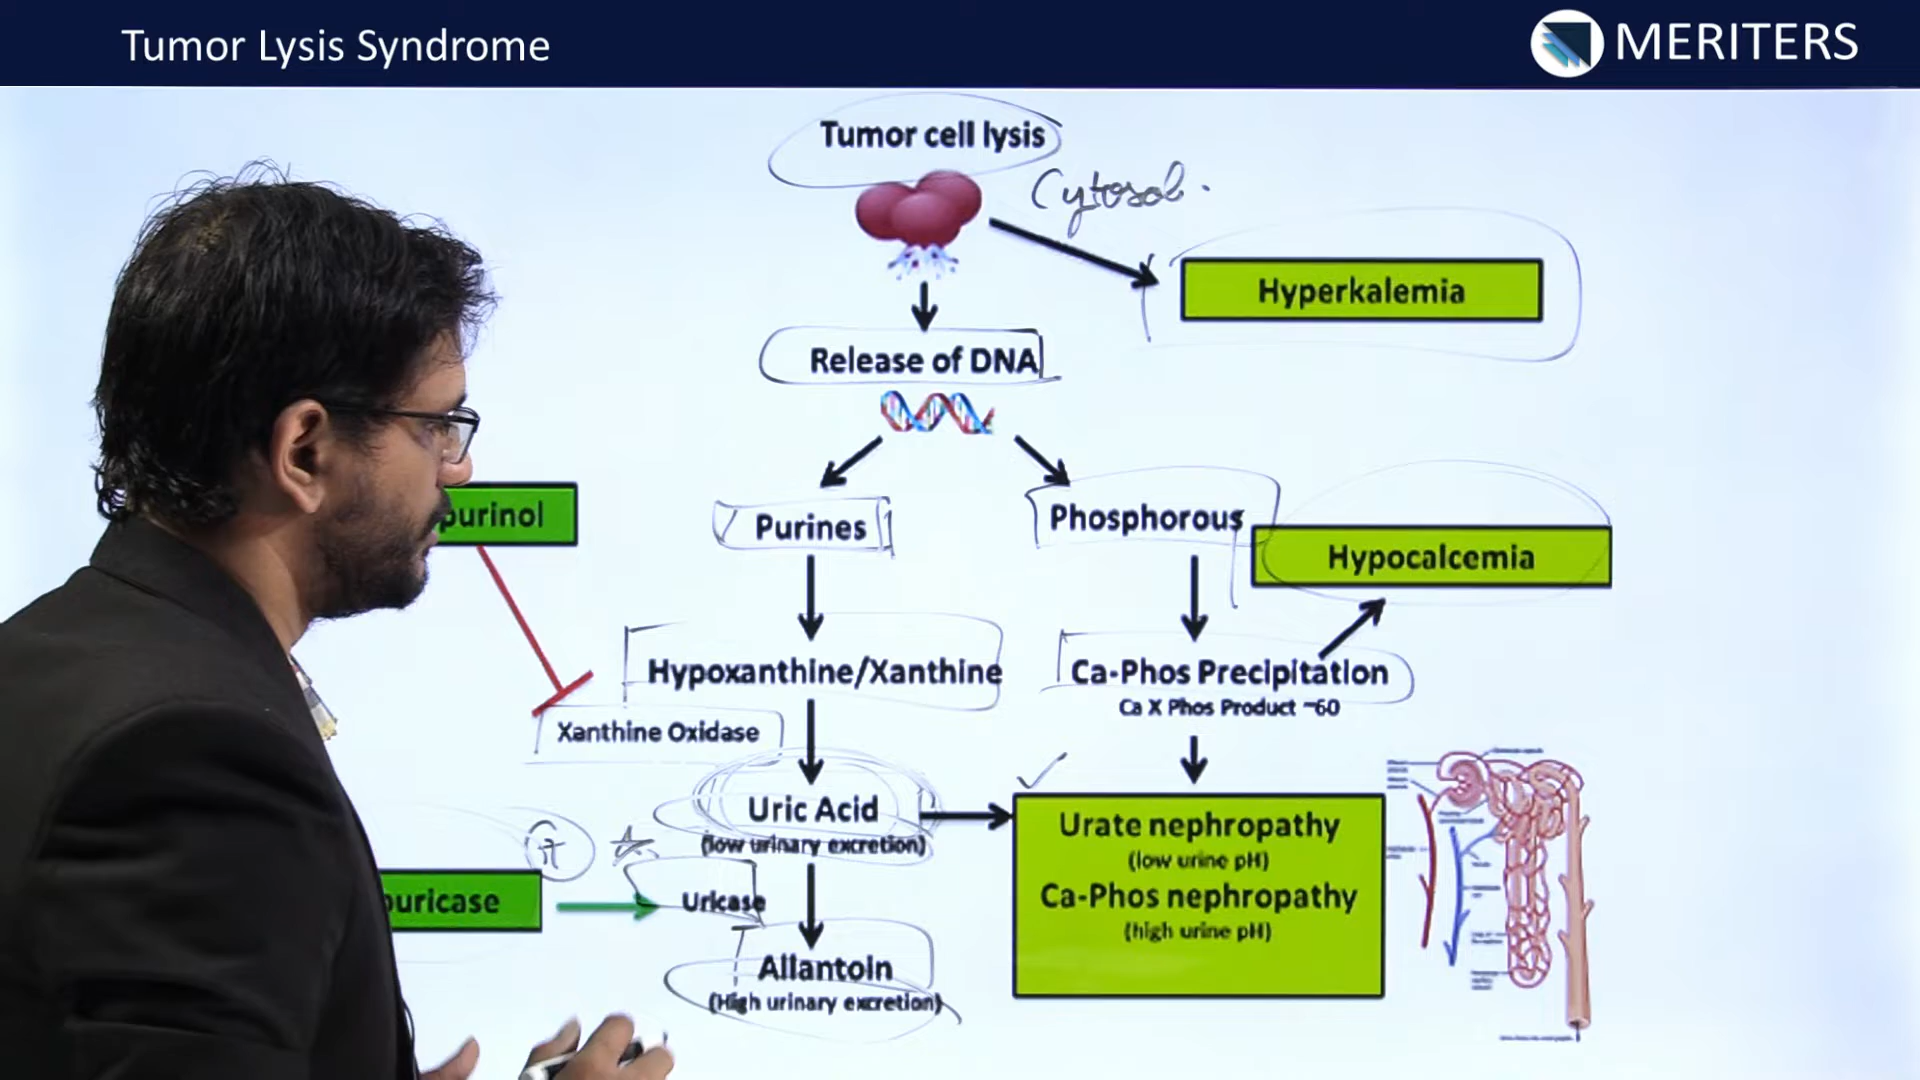 Tumor Lysis Syndrome
MERITERS
Tumor cell lysis
Cytosol.
Hyperkalemia
Release of DNA
purinol
Purines
Phosphorous
Hypocalcemia
Hypoxanthine/Xanthine
Ca-Phos Precipitation
Ca X Phos Product ~60
Xanthine Oxidase
Uric Acid
(low urinary excretion)
Urate nephropathy
(low urine pH)
Ca-Phos nephropathy
(high urine pH)
puricase
Uricase
Allantoin
(High urinary excretion)